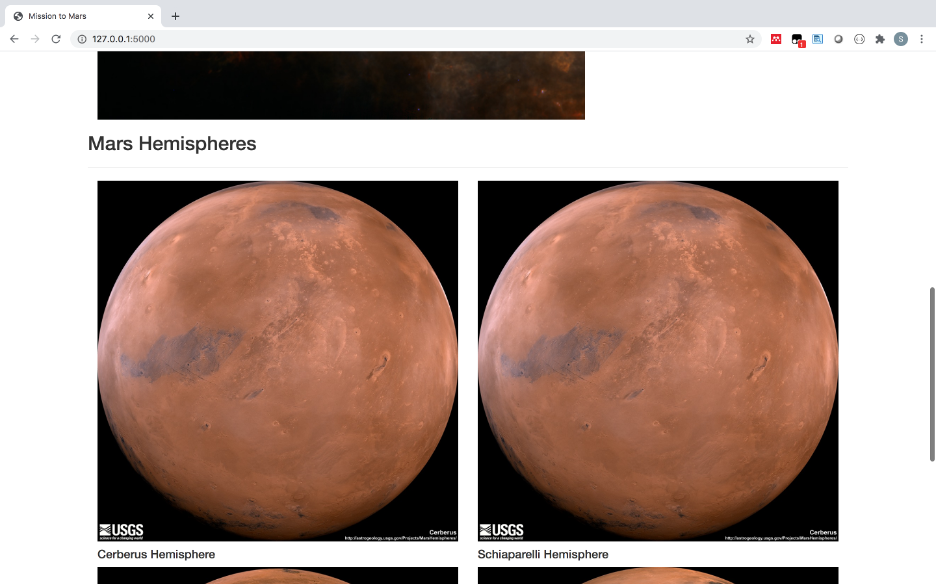 Mission to Mars
127.0.0.1:5000
1
S
Mars Hemispheres
USGS
science for a changing world
Cerberus
http://astrogeology.usgs.gov/Projects/MarsHemispheres/
USGS
science for a changing world
Cerberus
http://astrogeology.usgs.gov/Projects/MarsHemispheres/
Cerberus Hemisphere
Schiaparelli Hemisphere